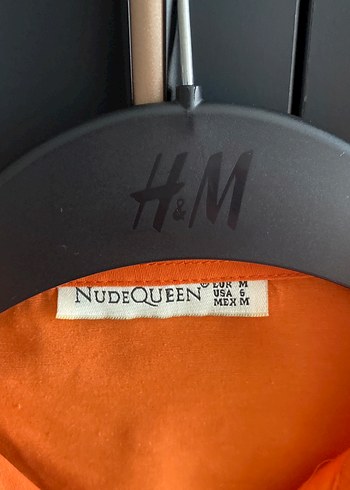 H&M
NUDEQUEEN®
EUR M
USA 6
MEX M